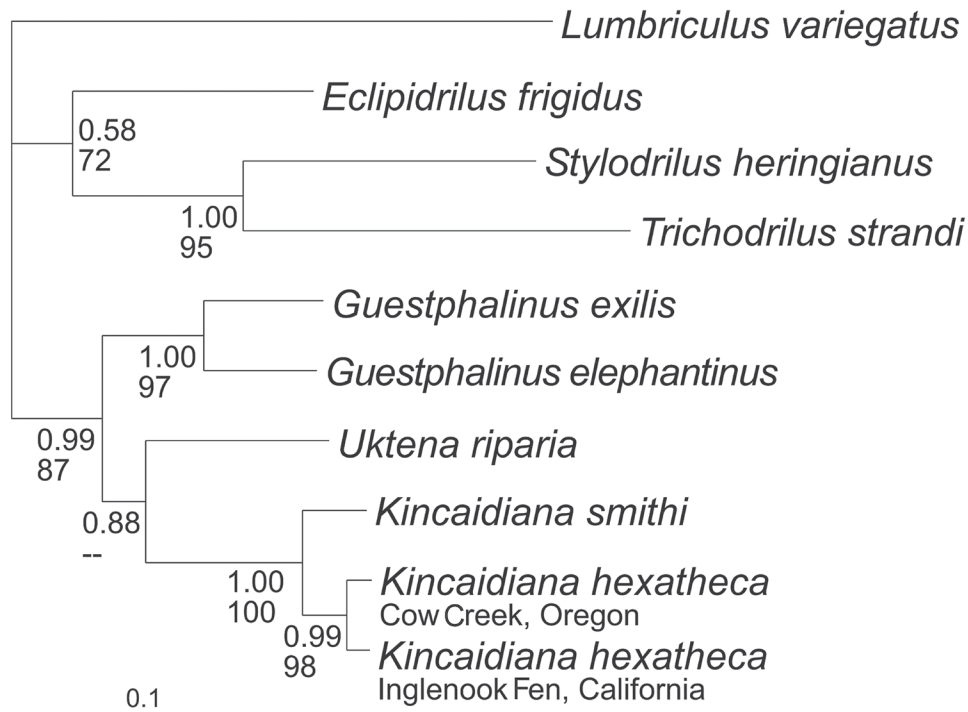 Lumbriculus variegatus
Eclipidrilus frigidus
0.58
72
Stylodrilus heringianus
1.00
95
Trichodrilus strandi
Guestphalinus exilis
1.00
97
Guestphalinus elephantinus
0.99
87
Uktena riparia
0.88
--
Kincaidiana smithi
1.00
100
Kincaidiana hexatheca
Cow Creek, Oregon
0.99
98
Kincaidiana hexatheca
Inglenook Fen, California
0.1